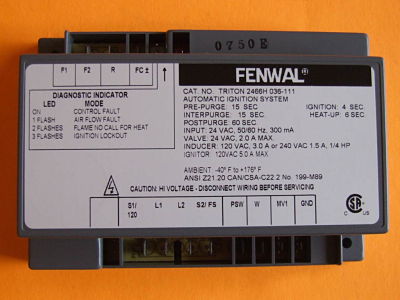 0750E
F1 F2 R FC ±
FENWAL®
DIAGNOSTIC INDICATOR
LED MODE
ON CONTROL FAULT
1 FLASH AIR FLOW FAULT
2 FLASHES FLAME NO CALL FOR HEAT
3 FLASHES IGNITION LOCKOUT
CAT. NO. TRITON 2466H 036-111
AUTOMATIC IGNITION SYSTEM
PRE-PURGE: 15 SEC IGNITION: 4 SEC
INTERPURGE: 15 SEC HEAT-UP: 6 SEC
POSTPURGE: 60 SEC
INPUT: 24 VAC, 50/60 Hz, 300 mA
VALVE: 24 VAC, 2.0 A MAX.
INDUCER: 120 VAC, 3.0 A or 240 VAC 1.5 A, 1/4 HP
IGNITOR: 120VAC 5.0 A MAX
AMBIENT: -40° F to +176° F
ANSI Z21.20 CAN/CSA-C22.2 No. 199-M89
CAUTION: HI VOLTAGE - DISCONNECT WIRING BEFORE SERVICING
S1/ L1 L2 S2/ FS PSW W MV1 GND
120
CSA®
C US